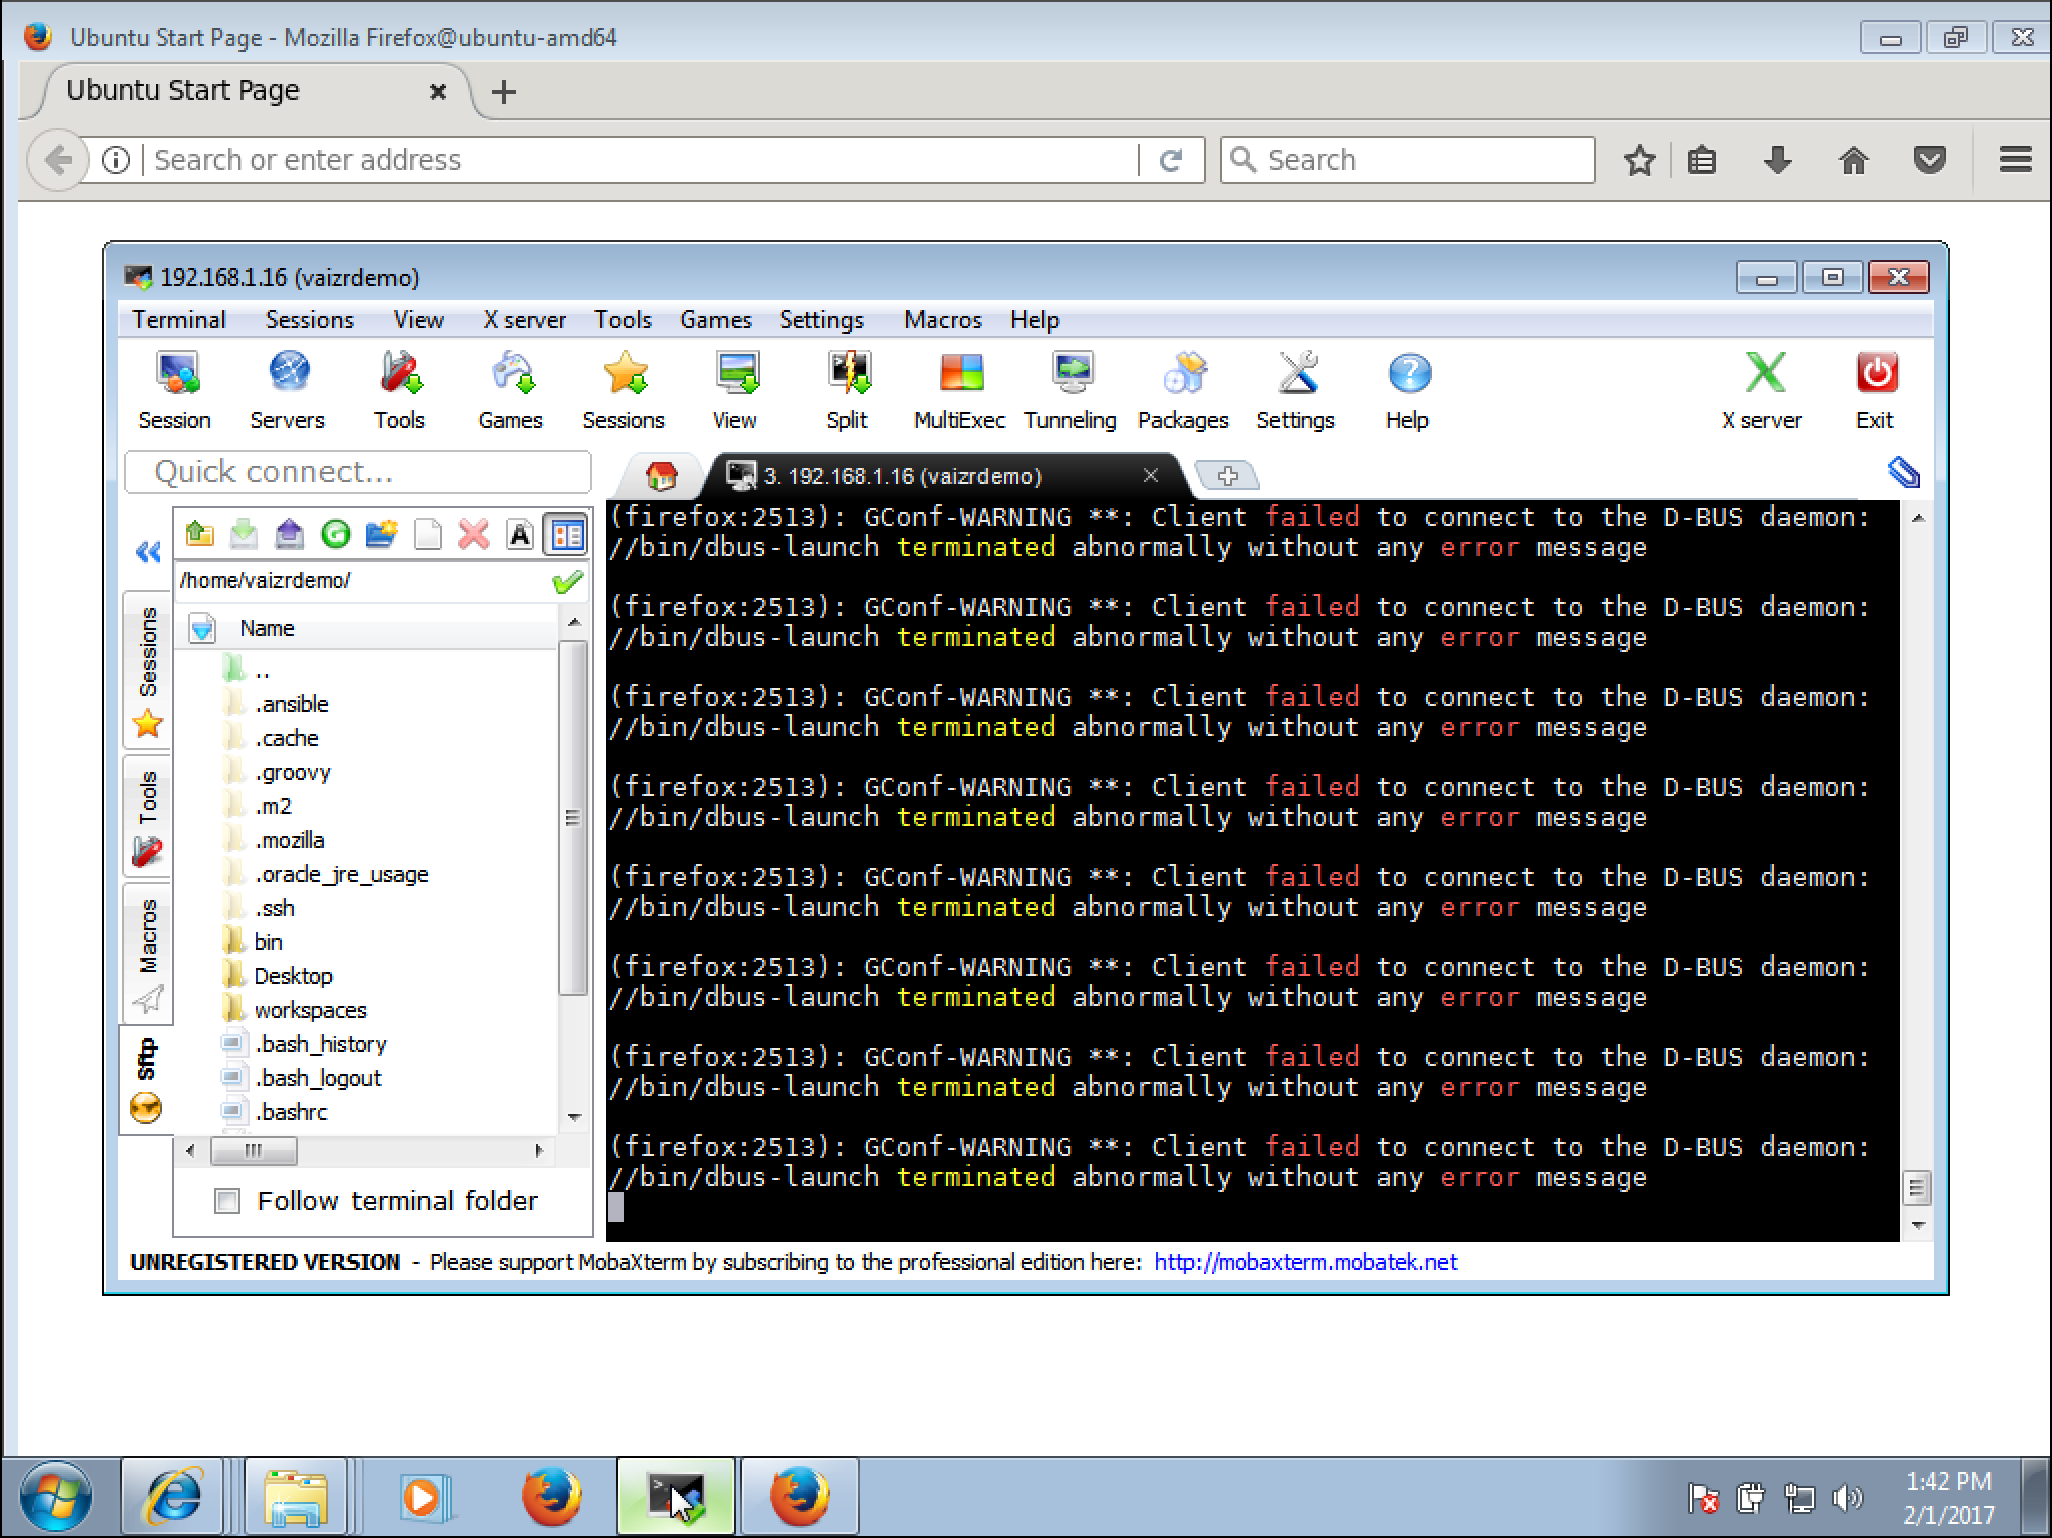 Ubuntu Start Page - Mozilla Firefox@ubuntu-amd64
Ubuntu Start Page
Search or enter address
Search
192.168.1.16 (vaizrdemo)
Terminal Sessions View X server Tools Games Settings Macros Help
Session Servers Tools Games Sessions View Split MultiExec Tunneling Packages Settings Help X server Exit
Quick connect...
3. 192.168.1.16 (vaizrdemo)
/home/vaizrdemo/
Name
..
.ansible
.cache
.groovy
.m2
.mozilla
.oracle_jre_usage
.ssh
bin
Desktop
workspaces
.bash_history
.bash_logout
.bashrc
Sessions
Tools
Macros
Sftp
Follow terminal folder
(firefox:2513): GConf-WARNING **: Client failed to connect to the D-BUS daemon:
//bin/dbus-launch terminated abnormally without any error message
(firefox:2513): GConf-WARNING **: Client failed to connect to the D-BUS daemon:
//bin/dbus-launch terminated abnormally without any error message
(firefox:2513): GConf-WARNING **: Client failed to connect to the D-BUS daemon:
//bin/dbus-launch terminated abnormally without any error message
(firefox:2513): GConf-WARNING **: Client failed to connect to the D-BUS daemon:
//bin/dbus-launch terminated abnormally without any error message
(firefox:2513): GConf-WARNING **: Client failed to connect to the D-BUS daemon:
//bin/dbus-launch terminated abnormally without any error message
(firefox:2513): GConf-WARNING **: Client failed to connect to the D-BUS daemon:
//bin/dbus-launch terminated abnormally without any error message
(firefox:2513): GConf-WARNING **: Client failed to connect to the D-BUS daemon:
//bin/dbus-launch terminated abnormally without any error message
(firefox:2513): GConf-WARNING **: Client failed to connect to the D-BUS daemon:
//bin/dbus-launch terminated abnormally without any error message
UNREGISTERED VERSION - Please support MobaXterm by subscribing to the professional edition here: http://mobaxterm.mobatek.net
1:42 PM
2/1/2017